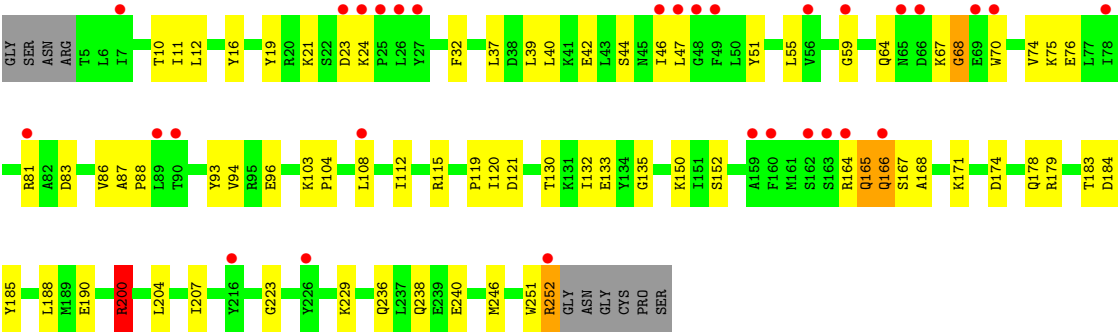 GLY SER ASN ARG T5 L6 I7 T10 I11 L12 Y16 Y19 R20 K21 S22 D23 K24 P25 L26 Y27 F32 L37 D38 L39 L40 K41 E42 L43 S44 N45 I46 L47 G48 F49 L50 Y51 L55 V56 G59 Q64 N65 D66 K67 G68 E69 W70 V74 K75 E76 L77 I78
R81 A82 D83 V86 A87 P88 L89 T90 Y93 V94 R95 E96 K103 P104 L108 I112 R115 P119 I120 D121 T130 K131 I132 E133 Y134 G135 K150 I151 S152 A159 F160 M161 S162 S163 R164 Q165 Q166 S167 A168 K171 D174 Q178 R179 T183 D184
Y185 L188 M189 E190 R200 L204 I207 Y216 G223 Y226 K229 Q236 L237 Q238 E239 E240 M246 W251 R252 GLY ASN GLY CYS PRO SER